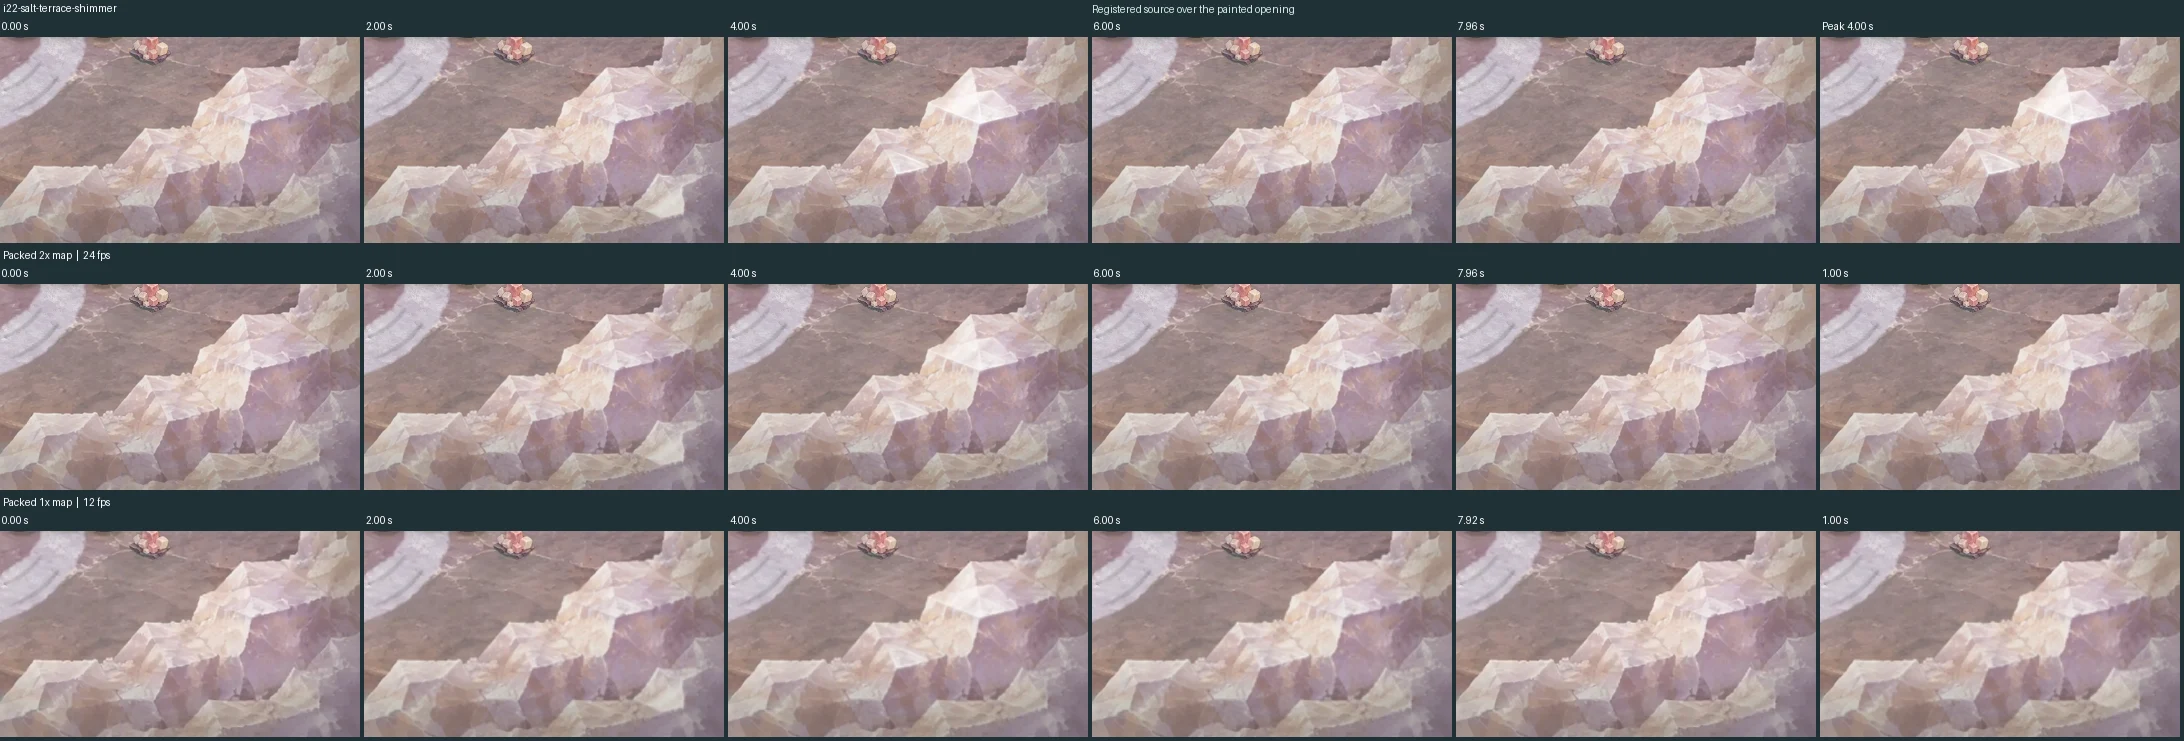 i22-salt-terrace-shimmer
Registered source over the painted opening
0.00 s
2.00 s
4.00 s
6.00 s
7.96 s
Peak 4.00 s
Packed 2x map | 24 fps
0.00 s
2.00 s
4.00 s
6.00 s
7.96 s
1.00 s
Packed 1x map | 12 fps
0.00 s
2.00 s
4.00 s
6.00 s
7.92 s
1.00 s